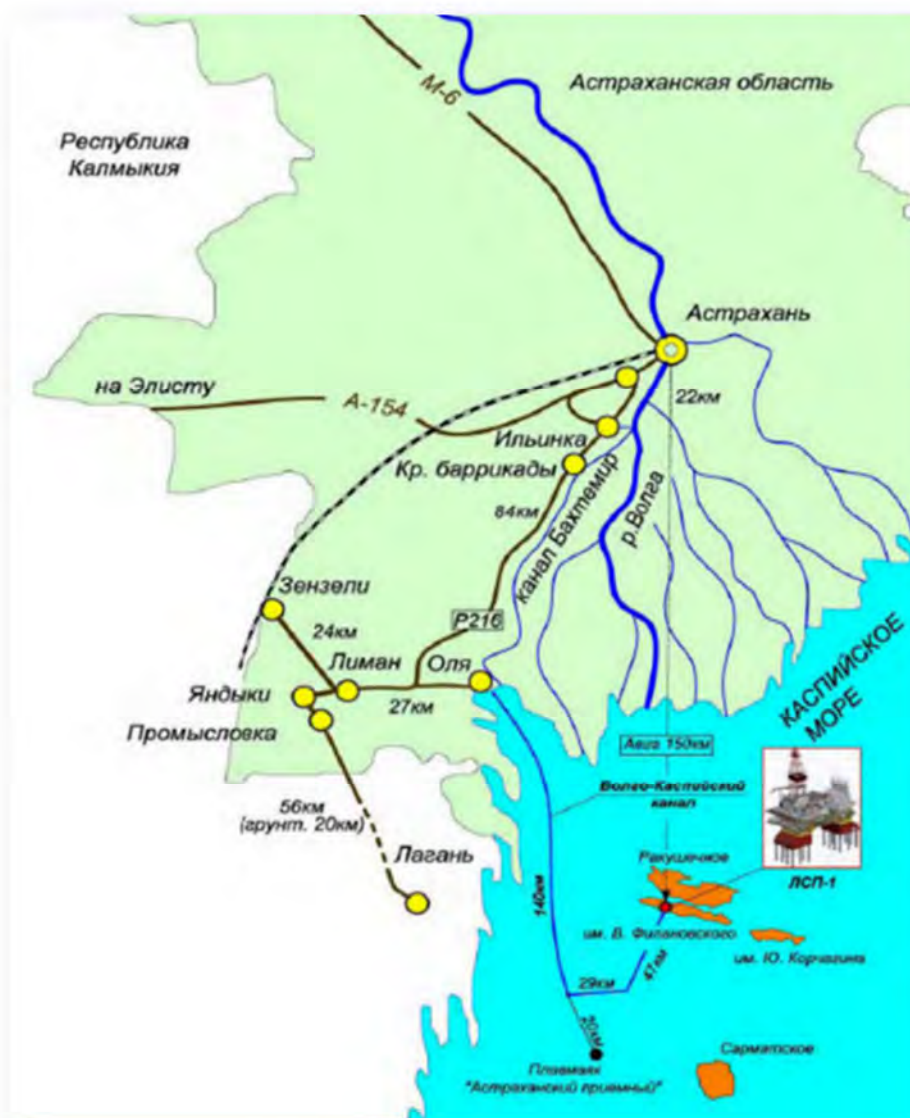 М-6
Астраханская область
Республика
Калмыкия
Астрахань
на Элисту
А-154
22км
Ильинка
Кр. баррикады
84км
канал Бахтемир
р.Волга
Зензели
24км
Р216
Лиман
Оля
Яндыки
27км
Промысловка
КАСПИЙСКОЕ
МОРЕ
Авиа 150км
Волго-Каспийский
канал
56км
(грунт. 20км)
Лагань
140км
Ракушечное
ЛСП-1
им. В. Филановского
им. Ю. Корчагина
29км
47км
20км
Плавмаяк
"Астраханский приемный"
Сарматское